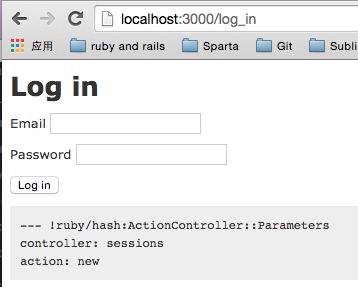 localhost:3000/log_in
应用 ruby and rails Sparta Git Subli
Log in
Email
Password
Log in
--- !ruby/hash:ActionController::Parameters
controller: sessions
action: new